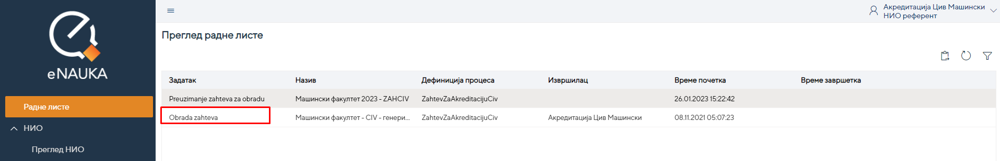 eNAUKA
Радне листе
НИО
Преглед НИО
Акредитација Цив Машински
НИО референт
Преглед радне листе
Задатак Назив Дефиниција процеса Извршилац Време почетка Време завршетка
Preuzimanje zahteva za obradu Машински факултет 2023 - ZAHCIV ZahtevZaAkreditacijuCiv 26.01.2023 15:22:42
Obrada zahteva Машински факултет - CIV - генери... ZahtevZaAkreditacijuCiv Акредитација Цив Машински 08.11.2021 05:07:23